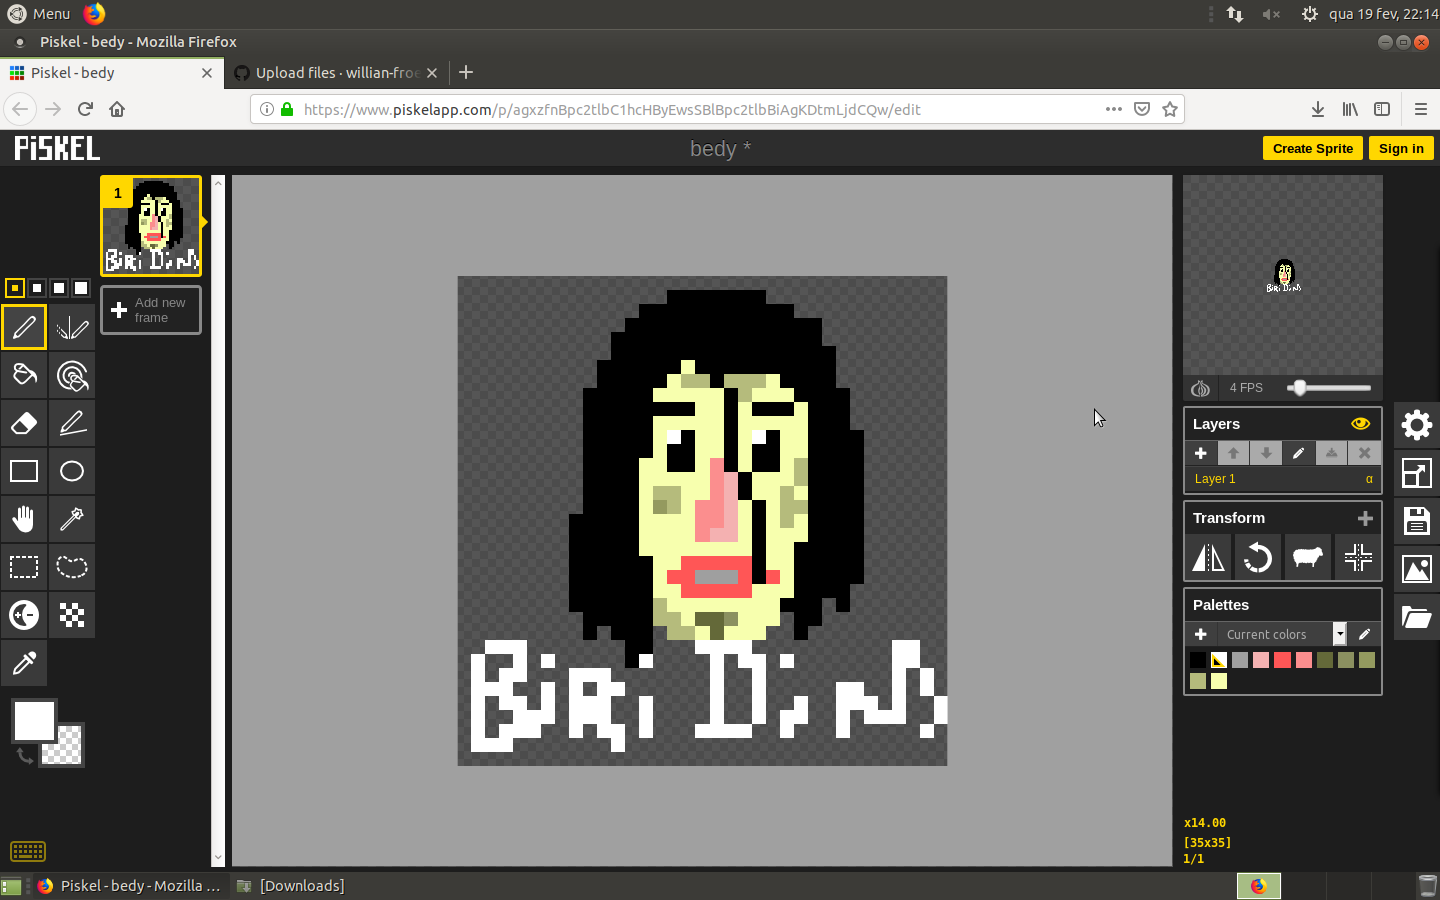 Menu
qua 19 fev, 22:14
Piskel - bedy - Mozilla Firefox
Piskel - bedy
Upload files · willian-froe
https://www.piskelapp.com/p/agxzfnBpc2tlbC1hcHByEwsSBlBpc2tlbBiAgKDtmLjdCQw/edit
PiSKEL
bedy *
Create Sprite
Sign in
1
Add new
frame
4 FPS
Layers
Layer 1
α
Transform
Palettes
Current colors
BiRi
x14.00
[35x35]
1/1
Piskel - bedy - Mozilla ...
[Downloads]